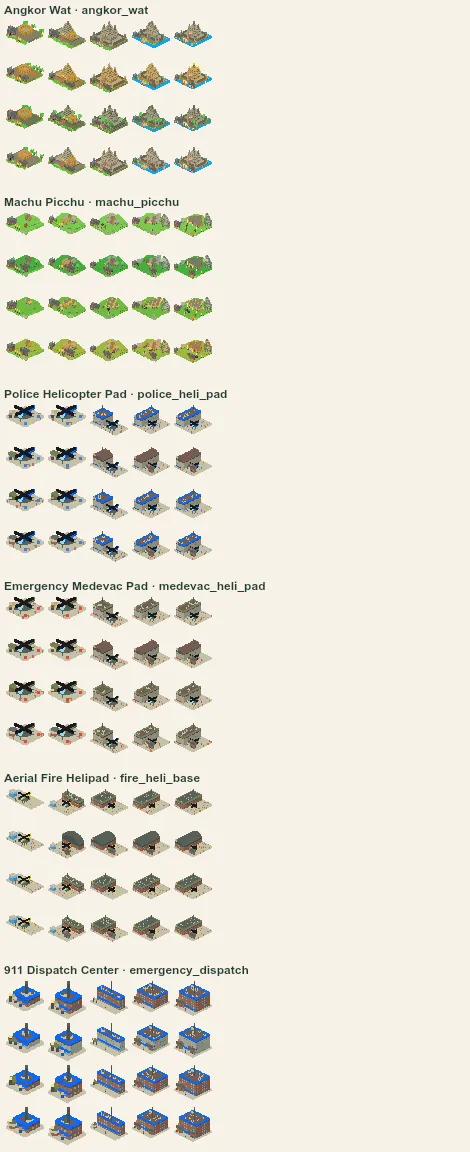 Angkor Wat · angkor_wat
Machu Picchu · machu_picchu
Police Helicopter Pad · police_heli_pad
Emergency Medevac Pad · medevac_heli_pad
Aerial Fire Helipad · fire_heli_base
911 Dispatch Center · emergency_dispatch